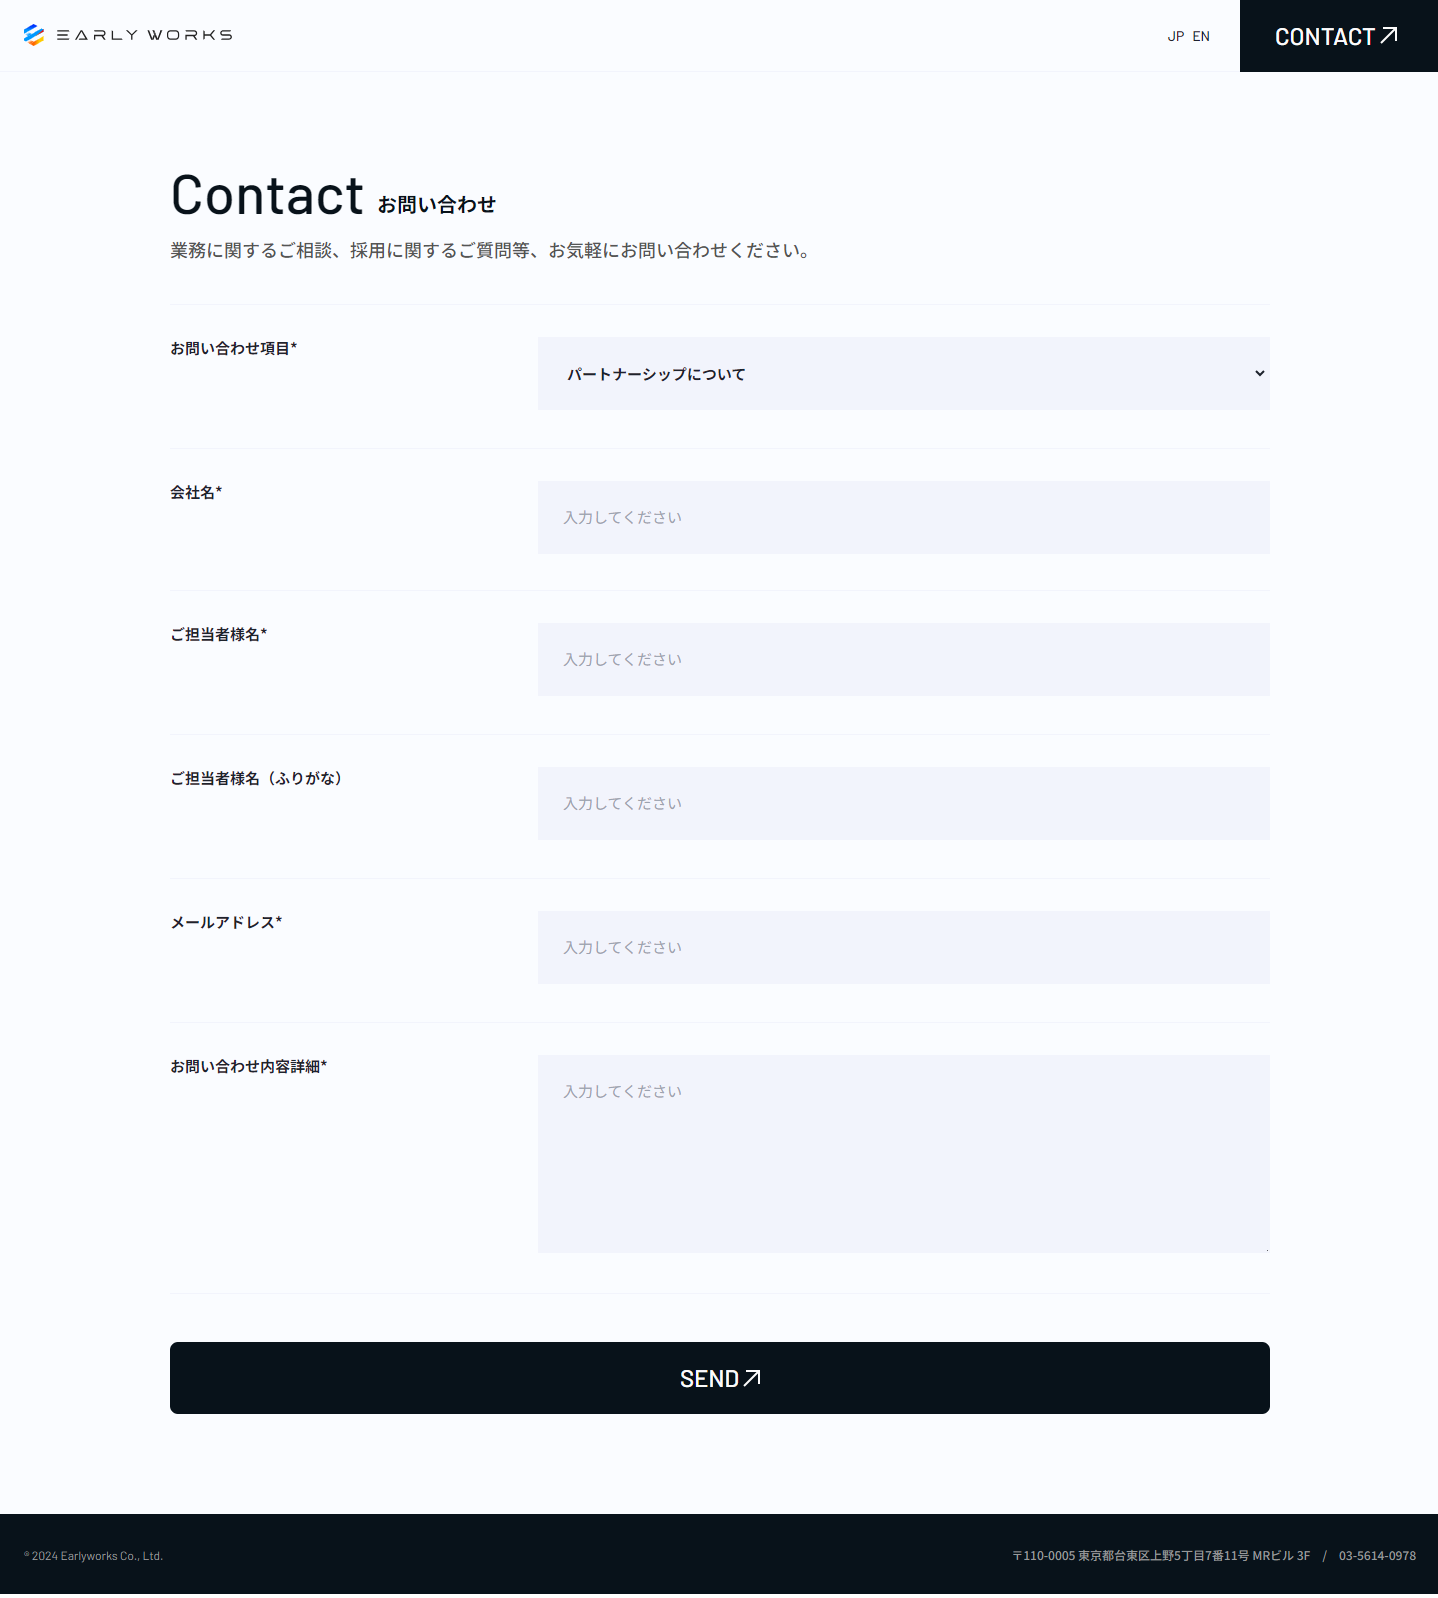 EARLY WORKS
JP EN
CONTACT
Contact お問い合わせ
業務に関するご相談、採用に関するご質問等、お気軽にお問い合わせください。
お問い合わせ項目*
パートナーシップについて
会社名*
入力してください
ご担当者様名*
入力してください
ご担当者様名（ふりがな）
入力してください
メールアドレス*
入力してください
お問い合わせ内容詳細*
入力してください
SEND
© 2024 Earlyworks Co., Ltd.
〒110-0005 東京都台東区上野5丁目7番11号 MRビル 3F / 03-5614-0978